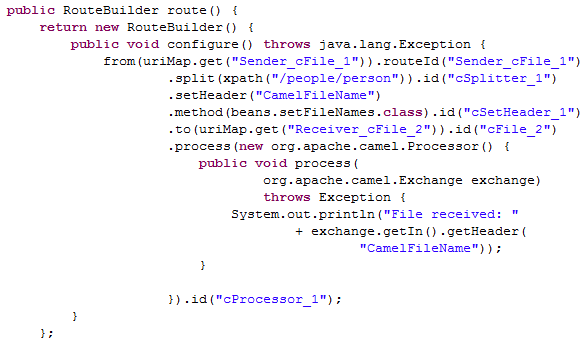 public RouteBuilder route() {
    return new RouteBuilder() {
        public void configure() throws java.lang.Exception {
            from(uriMap.get("Sender_cFile_1")).routeId("Sender_cFile_1")
                    .split(xpath("/people/person")).id("cSplitter_1")
                    .setHeader("CamelFileName")
                    .method(beans.setFileNames.class).id("cSetHeader_1")
                    .to(uriMap.get("Receiver_cFile_2")).id("cFile_2")
                    .process(new org.apache.camel.Processor() {
                        public void process(
                                org.apache.camel.Exchange exchange)
                                throws Exception {
                            System.out.println("File received: "
                                    + exchange.getIn().getHeader(
                                            "CamelFileName"));
                        }
                    }).id("cProcessor_1");
        }
    };